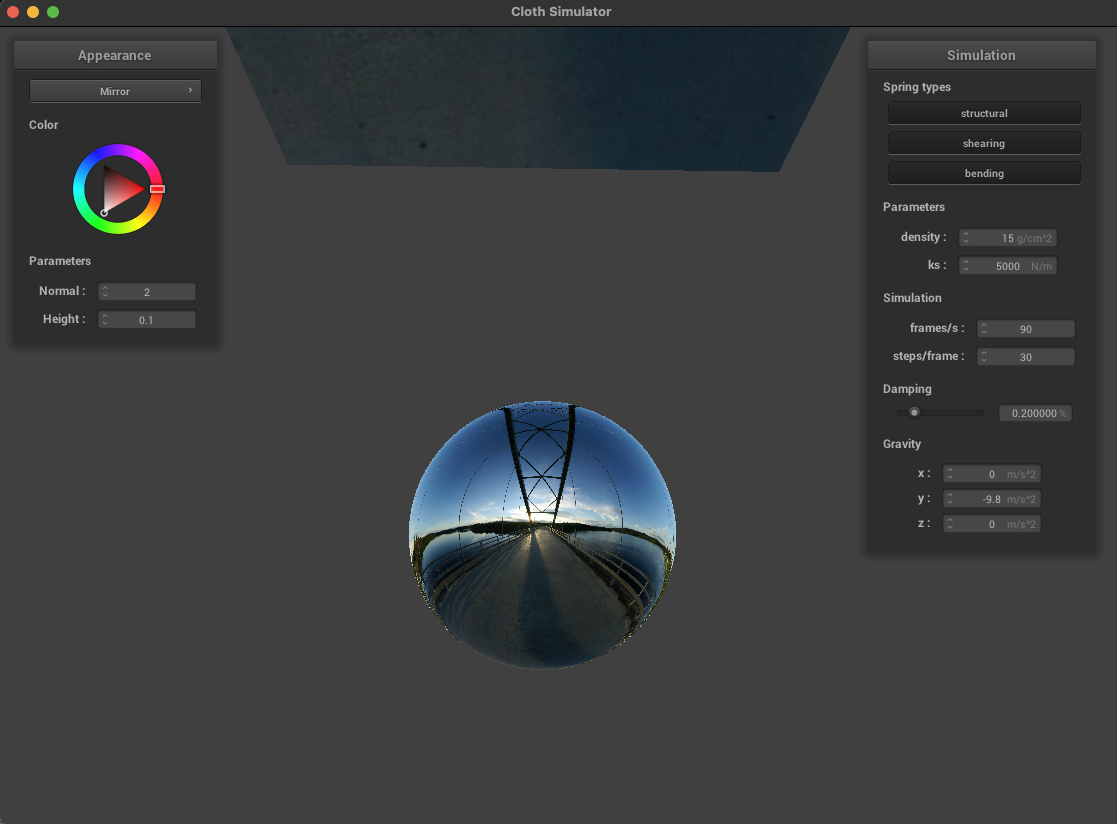 Cloth Simulator
Appearance
Mirror
Color
Parameters
Normal : 2
Height : 0.1
Simulation
Spring types
structural
shearing
bending
Parameters
density : 15 g/cm^2
ks : 5000 N/m
Simulation
frames/s : 90
steps/frame : 30
Damping
0.200000 %
Gravity
x : 0 m/s^2
y : -9.8 m/s^2
z : 0 m/s^2